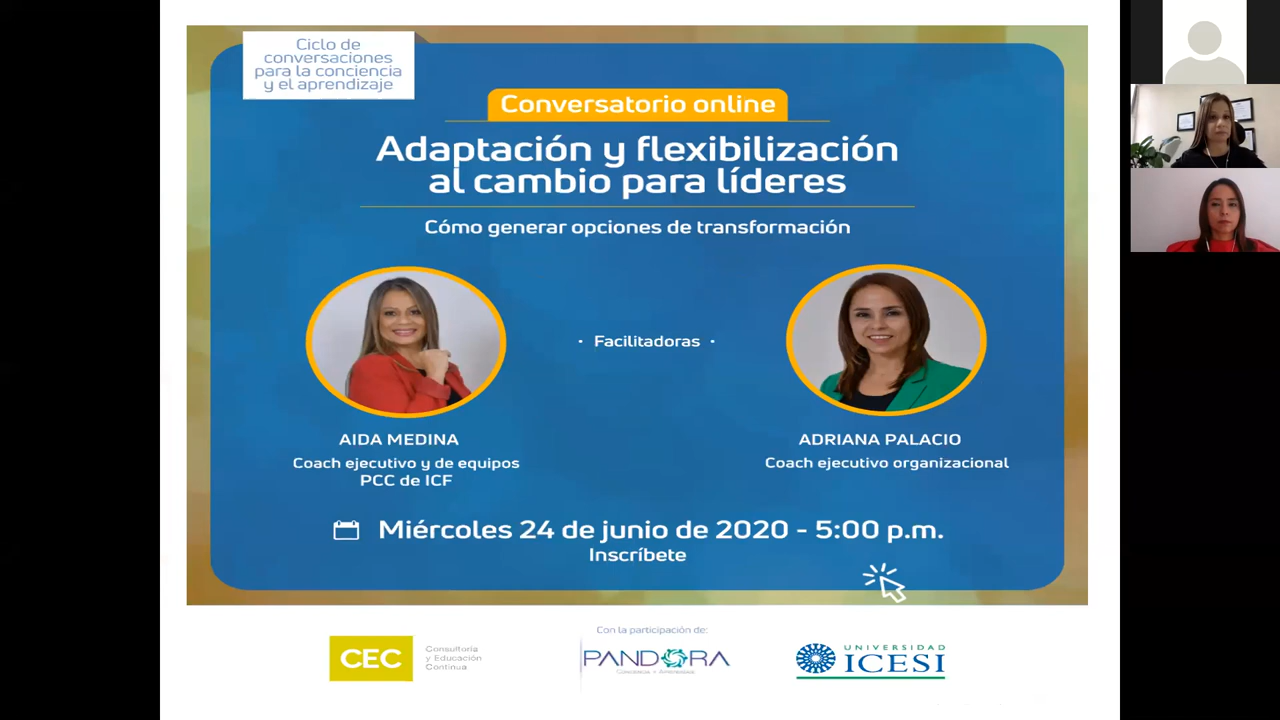 Ciclo de
conversaciones
para la conciencia
y el aprendizaje
Conversatorio online
Adaptación y flexibilización
al cambio para líderes
Cómo generar opciones de transformación
· Facilitadoras ·
AIDA MEDINA
Coach ejecutivo y de equipos
PCC de ICF
ADRIANA PALACIO
Coach ejecutivo organizacional
Miércoles 24 de junio de 2020 - 5:00 p.m.
Inscríbete
CEC
Consultoría
y Educación
Continua
Con la participación de:
PANDORA
Conciencia y Aprendizaje
UNIVERSIDAD
ICESI